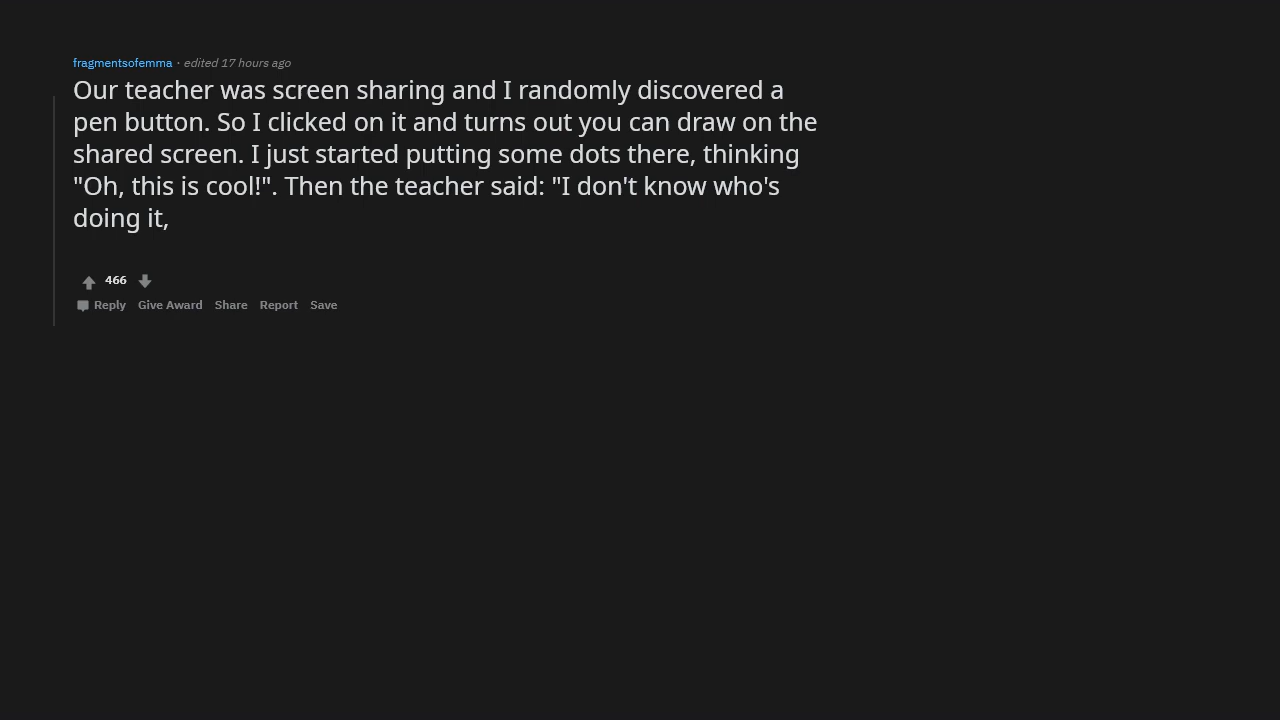 fragmentsofemma · edited 17 hours ago
Our teacher was screen sharing and I randomly discovered a
pen button. So I clicked on it and turns out you can draw on the
shared screen. I just started putting some dots there, thinking
"Oh, this is cool!". Then the teacher said: "I don't know who's
doing it,
466
Reply Give Award Share Report Save